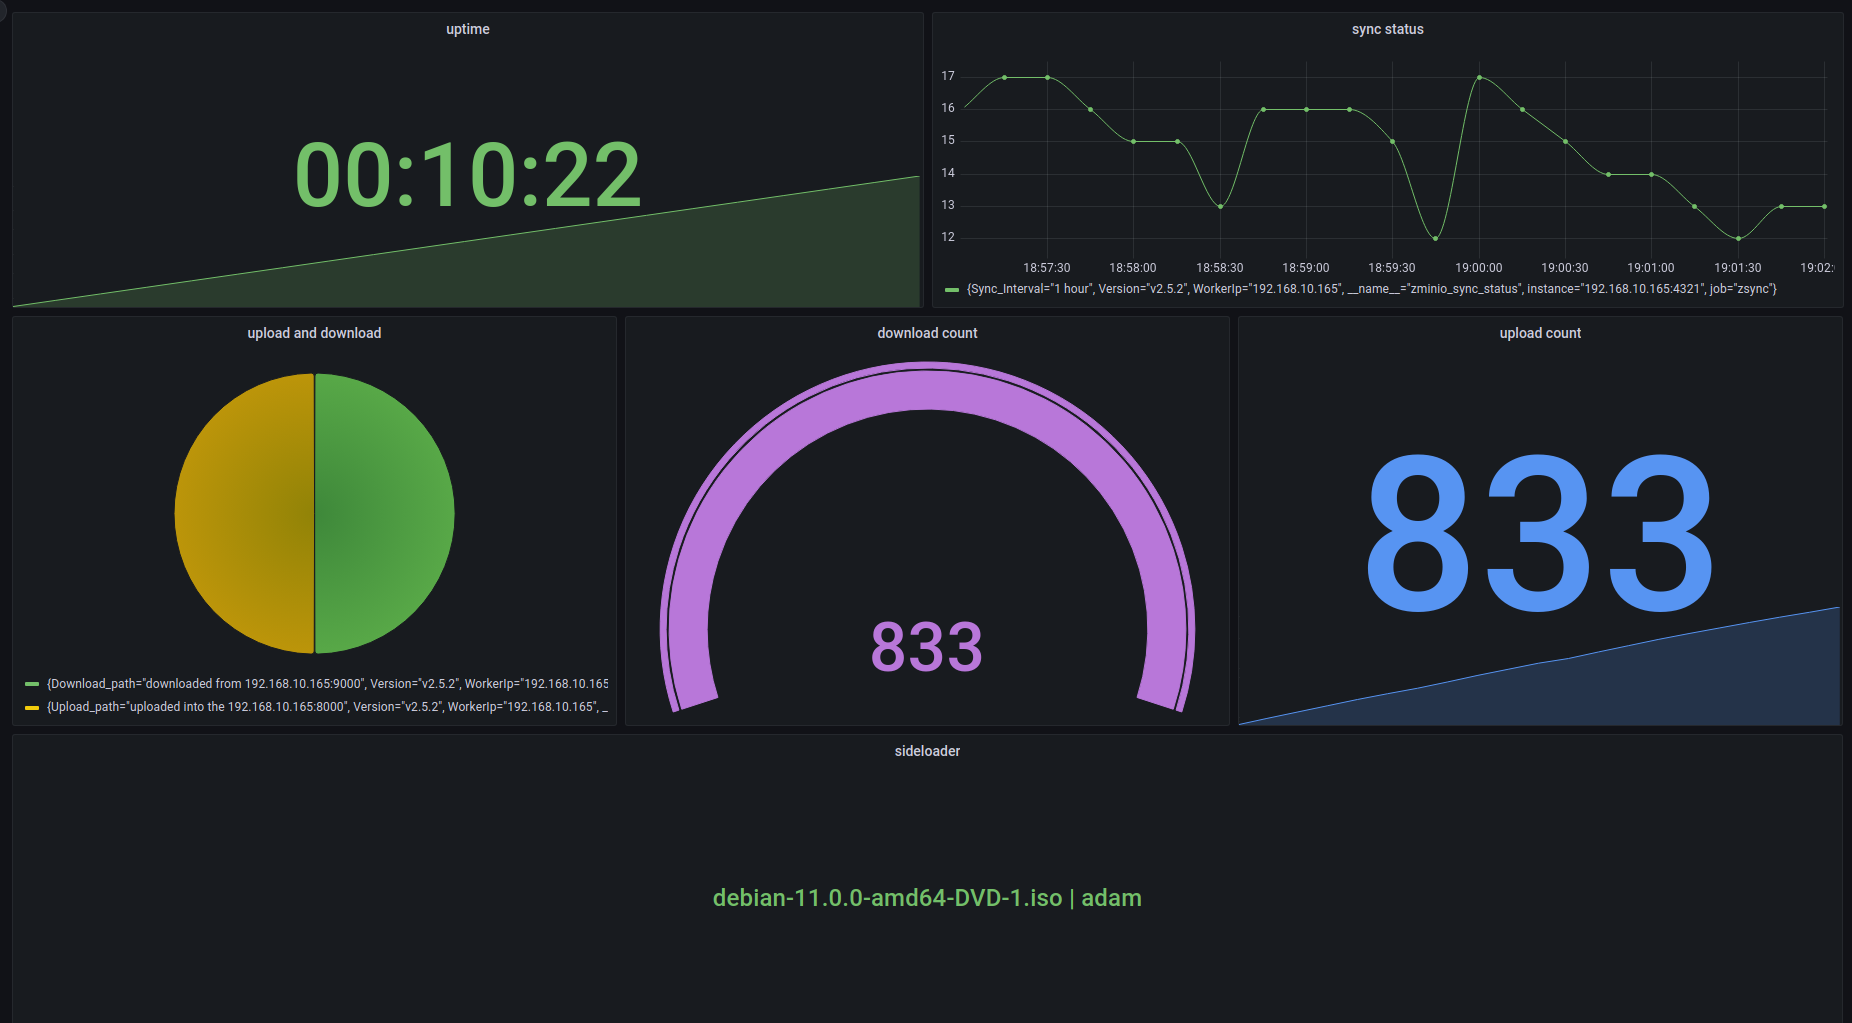 uptime
00:10:22
sync status
17
16
15
14
13
12
18:57:30 18:58:00 18:58:30 18:59:00 18:59:30 19:00:00 19:00:30 19:01:00 19:01:30 19:02:
{Sync_Interval="1 hour", Version="v2.5.2", WorkerIp="192.168.10.165", __name__="zminio_sync_status", instance="192.168.10.165:4321", job="zsync"}
upload and download
{Download_path="downloaded from 192.168.10.165:9000", Version="v2.5.2", WorkerIp="192.168.10.165
{Upload_path="uploaded into the 192.168.10.165:8000", Version="v2.5.2", WorkerIp="192.168.10.165", _
download count
833
upload count
833
sideloader
debian-11.0.0-amd64-DVD-1.iso | adam